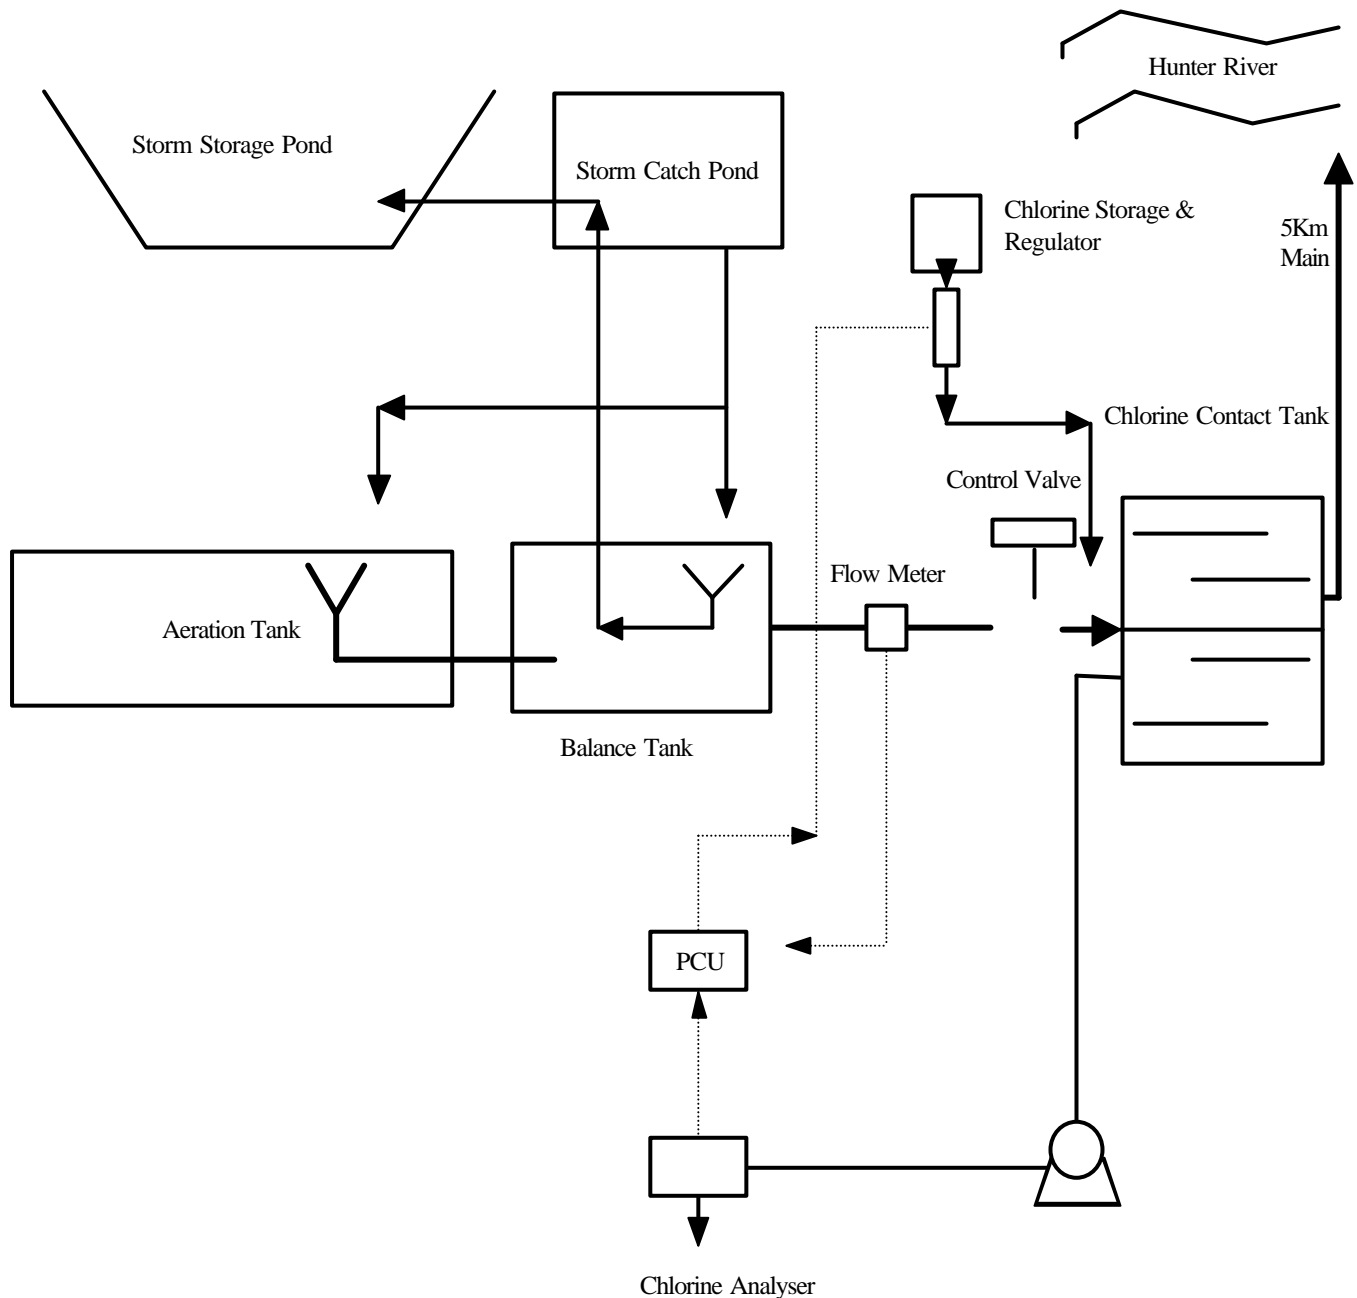 Hunter River
Storm Storage Pond
Storm Catch Pond
Chlorine Storage &
Regulator
5Km
Main
Chlorine Contact Tank
Control Valve
Flow Meter
Aeration Tank
Balance Tank
PCU
Chlorine Analyser